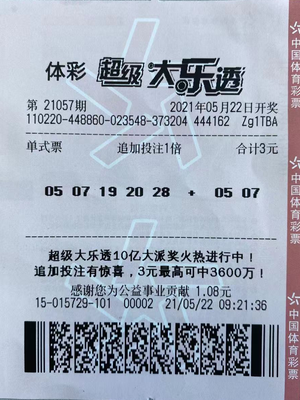 体彩 超级大乐透
第 21057期 2021年05月22日开奖
110220-448860-023548-373204 444162 Zg1TBA
单式票 追加投注1倍 合计3元
05 07 19 20 28 + 05 07
超级大乐透10亿大派奖火热进行中！
追加投注有惊喜，3元最高可中3600万！
感谢您为公益事业贡献 1.08元
15-015729-101 00002 21/05/22 09:21:36
中国体育彩票
中国体育彩票